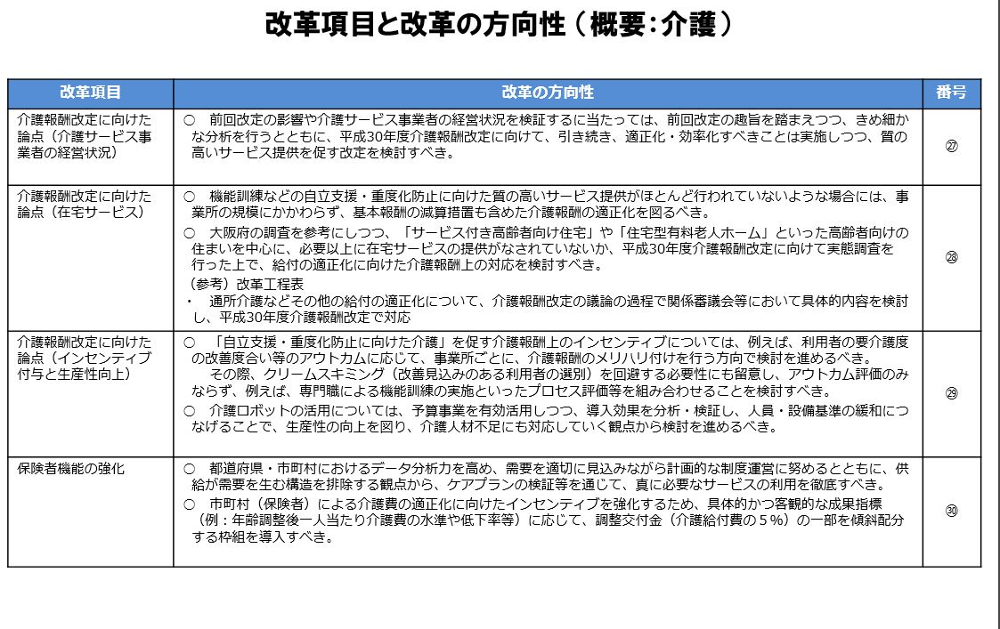 改革項目と改革の方向性（概要：介護）
改革項目
改革の方向性
番号
介護報酬改定に向けた
論点（介護サービス事
業者の経営状況）
○　前回改定の影響や介護サービス事業者の経営状況を検証するに当たっては、前回改定の趣旨を踏まえつつ、きめ細か
な分析を行うとともに、平成30年度介護報酬改定に向けて、引き続き、適正化・効率化すべきことは実施しつつ、質の
高いサービス提供を促す改定を検討すべき。
㉗
介護報酬改定に向けた
論点（在宅サービス）
○　機能訓練などの自立支援・重度化防止に向けた質の高いサービス提供がほとんど行われていないような場合には、事
業所の規模にかかわらず、基本報酬の減算措置も含めた介護報酬の適正化を図るべき。
○　大阪府の調査を参考にしつつ、「サービス付き高齢者向け住宅」や「住宅型有料老人ホーム」といった高齢者向けの
住まいを中心に、必要以上に在宅サービスの提供がなされていないか、平成30年度介護報酬改定に向けて実態調査を
行った上で、給付の適正化に向けた介護報酬上の対応を検討すべき。
（参考）改革工程表
・　通所介護などその他の給付の適正化について、介護報酬改定の議論の過程で関係審議会等において具体的内容を検討
し、平成30年度介護報酬改定で対応
㉘
介護報酬改定に向けた
論点（インセンティブ
付与と生産性向上）
○　「自立支援・重度化防止に向けた介護」を促す介護報酬上のインセンティブについては、例えば、利用者の要介護度
の改善度合い等のアウトカムに応じて、事業所ごとに、介護報酬のメリハリ付けを行う方向で検討を進めるべき。
その際、クリームスキミング（改善見込みのある利用者の選別）を回避する必要性にも留意し、アウトカム評価のみ
ならず、例えば、専門職による機能訓練の実施といったプロセス評価等を組み合わせることを検討すべき。
○　介護ロボットの活用については、予算事業を有効活用しつつ、導入効果を分析・検証し、人員・設備基準の緩和につ
なげることで、生産性の向上を図り、介護人材不足にも対応していく観点から検討を進めるべき。
㉙
保険者機能の強化
○　都道府県・市町村におけるデータ分析力を高め、需要を適切に見込みながら計画的な制度運営に努めるとともに、供
給が需要を生む構造を排除する観点から、ケアプランの検証等を通じて、真に必要なサービスの利用を徹底すべき。
○　市町村（保険者）による介護費の適正化に向けたインセンティブを強化するため、具体的かつ客観的な成果指標
（例：年齢調整後一人当たり介護費の水準や低下率等）に応じて、調整交付金（介護給付費の５％）の一部を傾斜配分
する枠組を導入すべき。
㉚